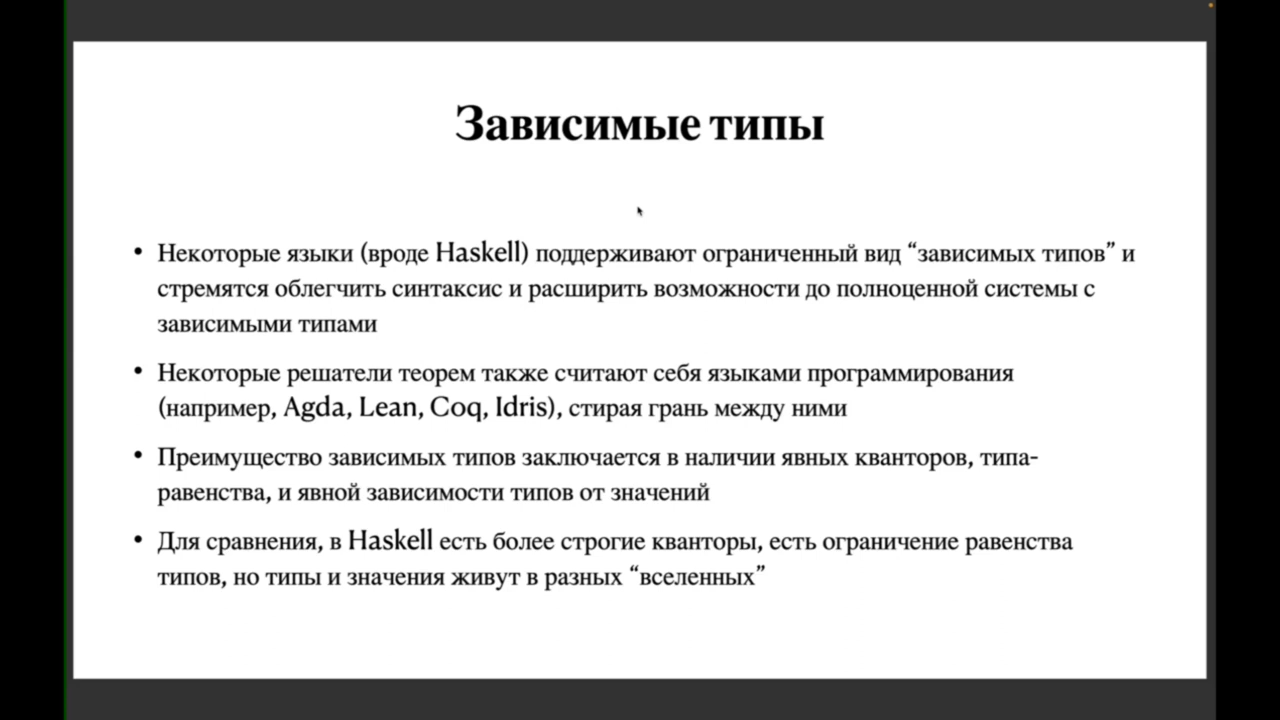 Зависимые типы
• Некоторые языки (вроде Haskell) поддерживают ограниченный вид “зависимых типов” и
стремятся облегчить синтаксис и расширить возможности до полноценной системы с
зависимыми типами
• Некоторые решатели теорем также считают себя языками программирования
(например, Agda, Lean, Coq, Idris), стирая грань между ними
• Преимущество зависимых типов заключается в наличии явных кванторов, типа-
равенства, и явной зависимости типов от значений
• Для сравнения, в Haskell есть более строгие кванторы, есть ограничение равенства
типов, но типы и значения живут в разных “вселенных”